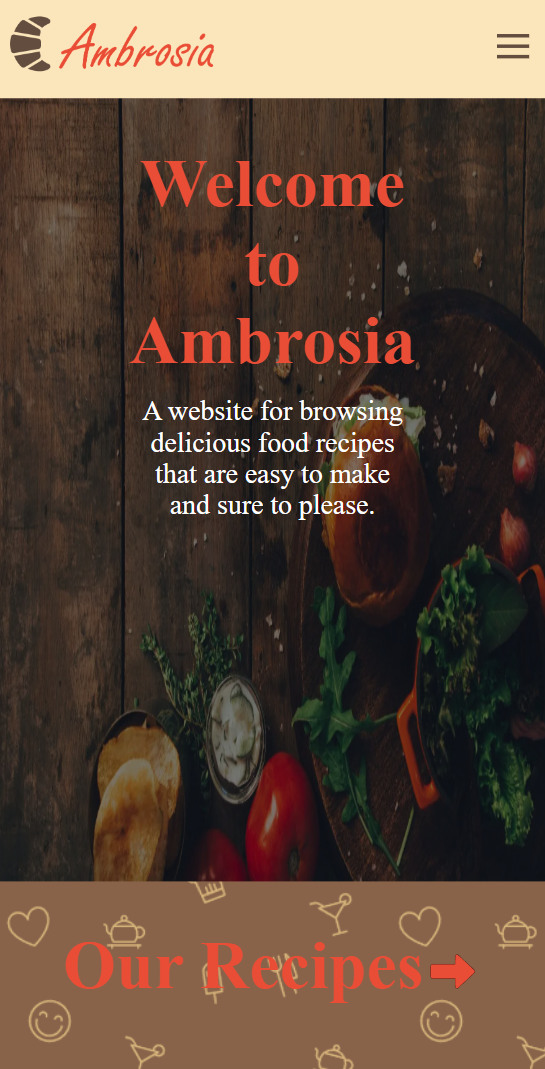 Ambrosia
Welcome
to
Ambrosia
A website for browsing
delicious food recipes
that are easy to make
and sure to please.
Our Recipes